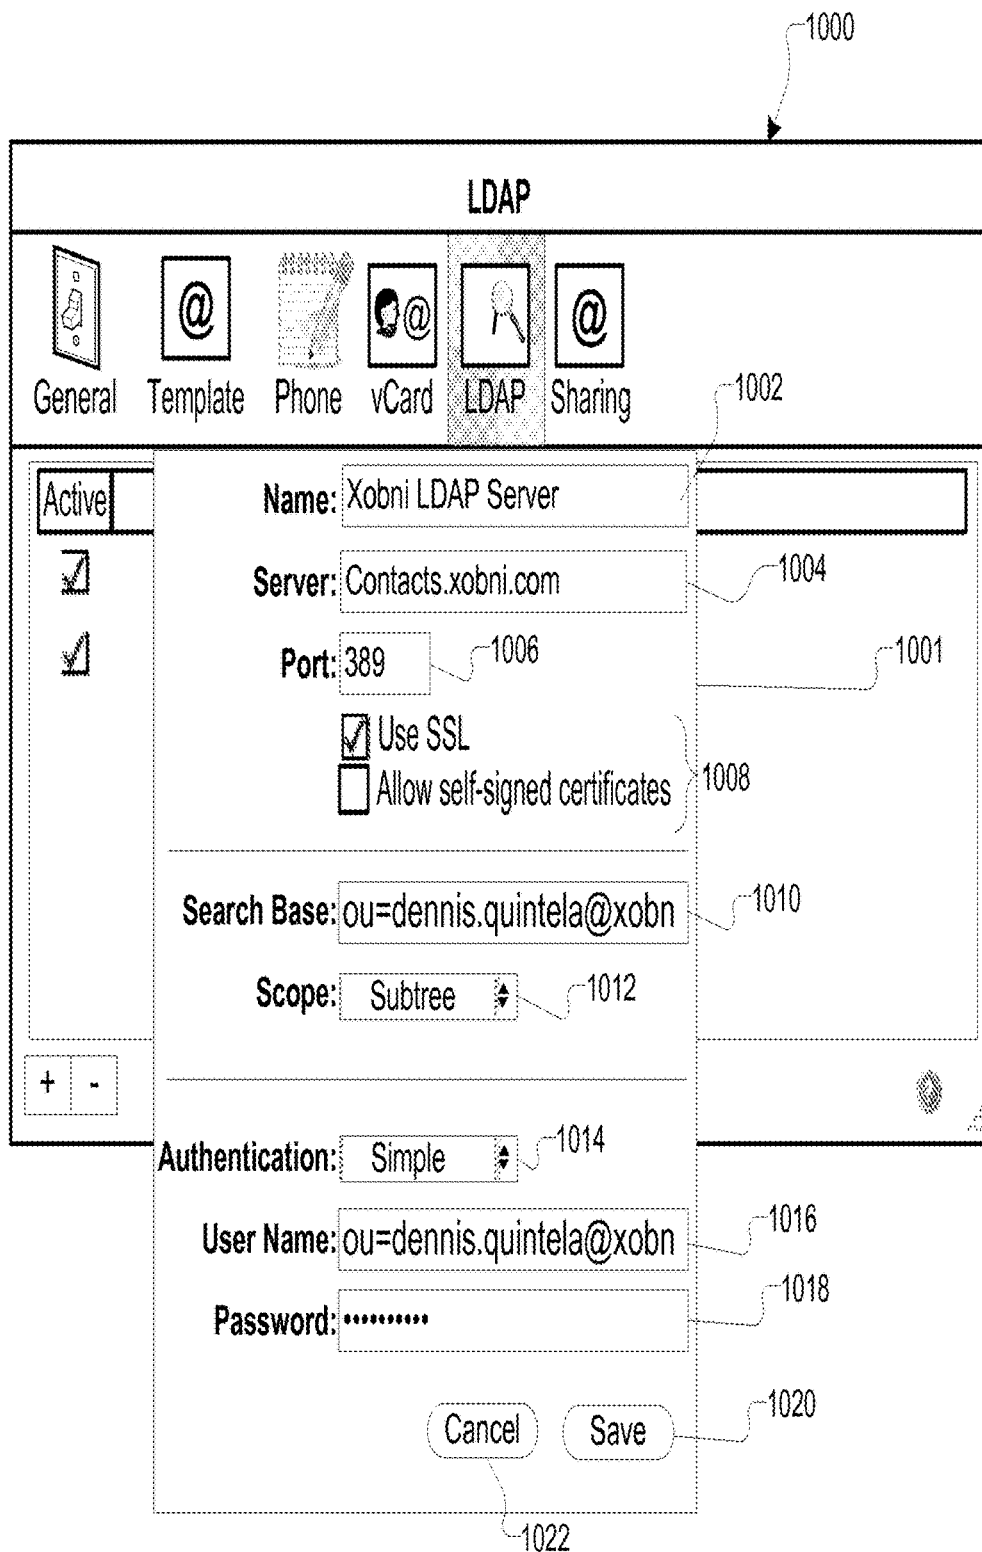 1000
LDAP
@ @ @
General Template Phone vCard LDAP Sharing
1002
Active
Name: Xobni LDAP Server
Server: Contacts.xobni.com
1004
Port: 389
1006
1001
Use SSL
Allow self-signed certificates
1008
Search Base: ou=dennis.quintela@xobn
1010
Scope: Subtree
1012
+ -
Authentication: Simple
1014
User Name: ou=dennis.quintela@xobn
1016
Password: ••••••••••
1018
Cancel Save
1020
1022